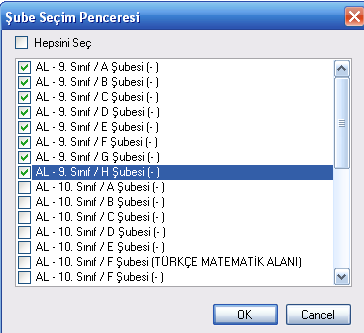 Şube Seçim Penceresi
Hepsini Seç
AL - 9. Sınıf / A Şubesi (- )
AL - 9. Sınıf / B Şubesi (- )
AL - 9. Sınıf / C Şubesi (- )
AL - 9. Sınıf / D Şubesi (- )
AL - 9. Sınıf / E Şubesi (- )
AL - 9. Sınıf / F Şubesi (- )
AL - 9. Sınıf / G Şubesi (- )
AL - 9. Sınıf / H Şubesi (- )
AL - 10. Sınıf / A Şubesi (- )
AL - 10. Sınıf / B Şubesi (- )
AL - 10. Sınıf / C Şubesi (- )
AL - 10. Sınıf / D Şubesi (- )
AL - 10. Sınıf / E Şubesi (- )
AL - 10. Sınıf / F Şubesi (TÜRKÇE MATEMATİK ALANI)
AL - 10. Sınıf / F Şubesi (- )
OK
Cancel